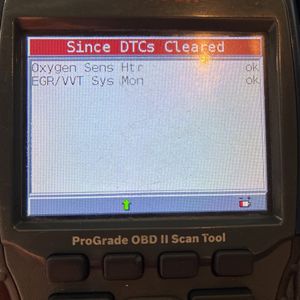 Since DTCs Cleared
Oxygen Sens Htr ok
EGR/VVT Sys Mon ok
ProGrade OBD II Scan Tool